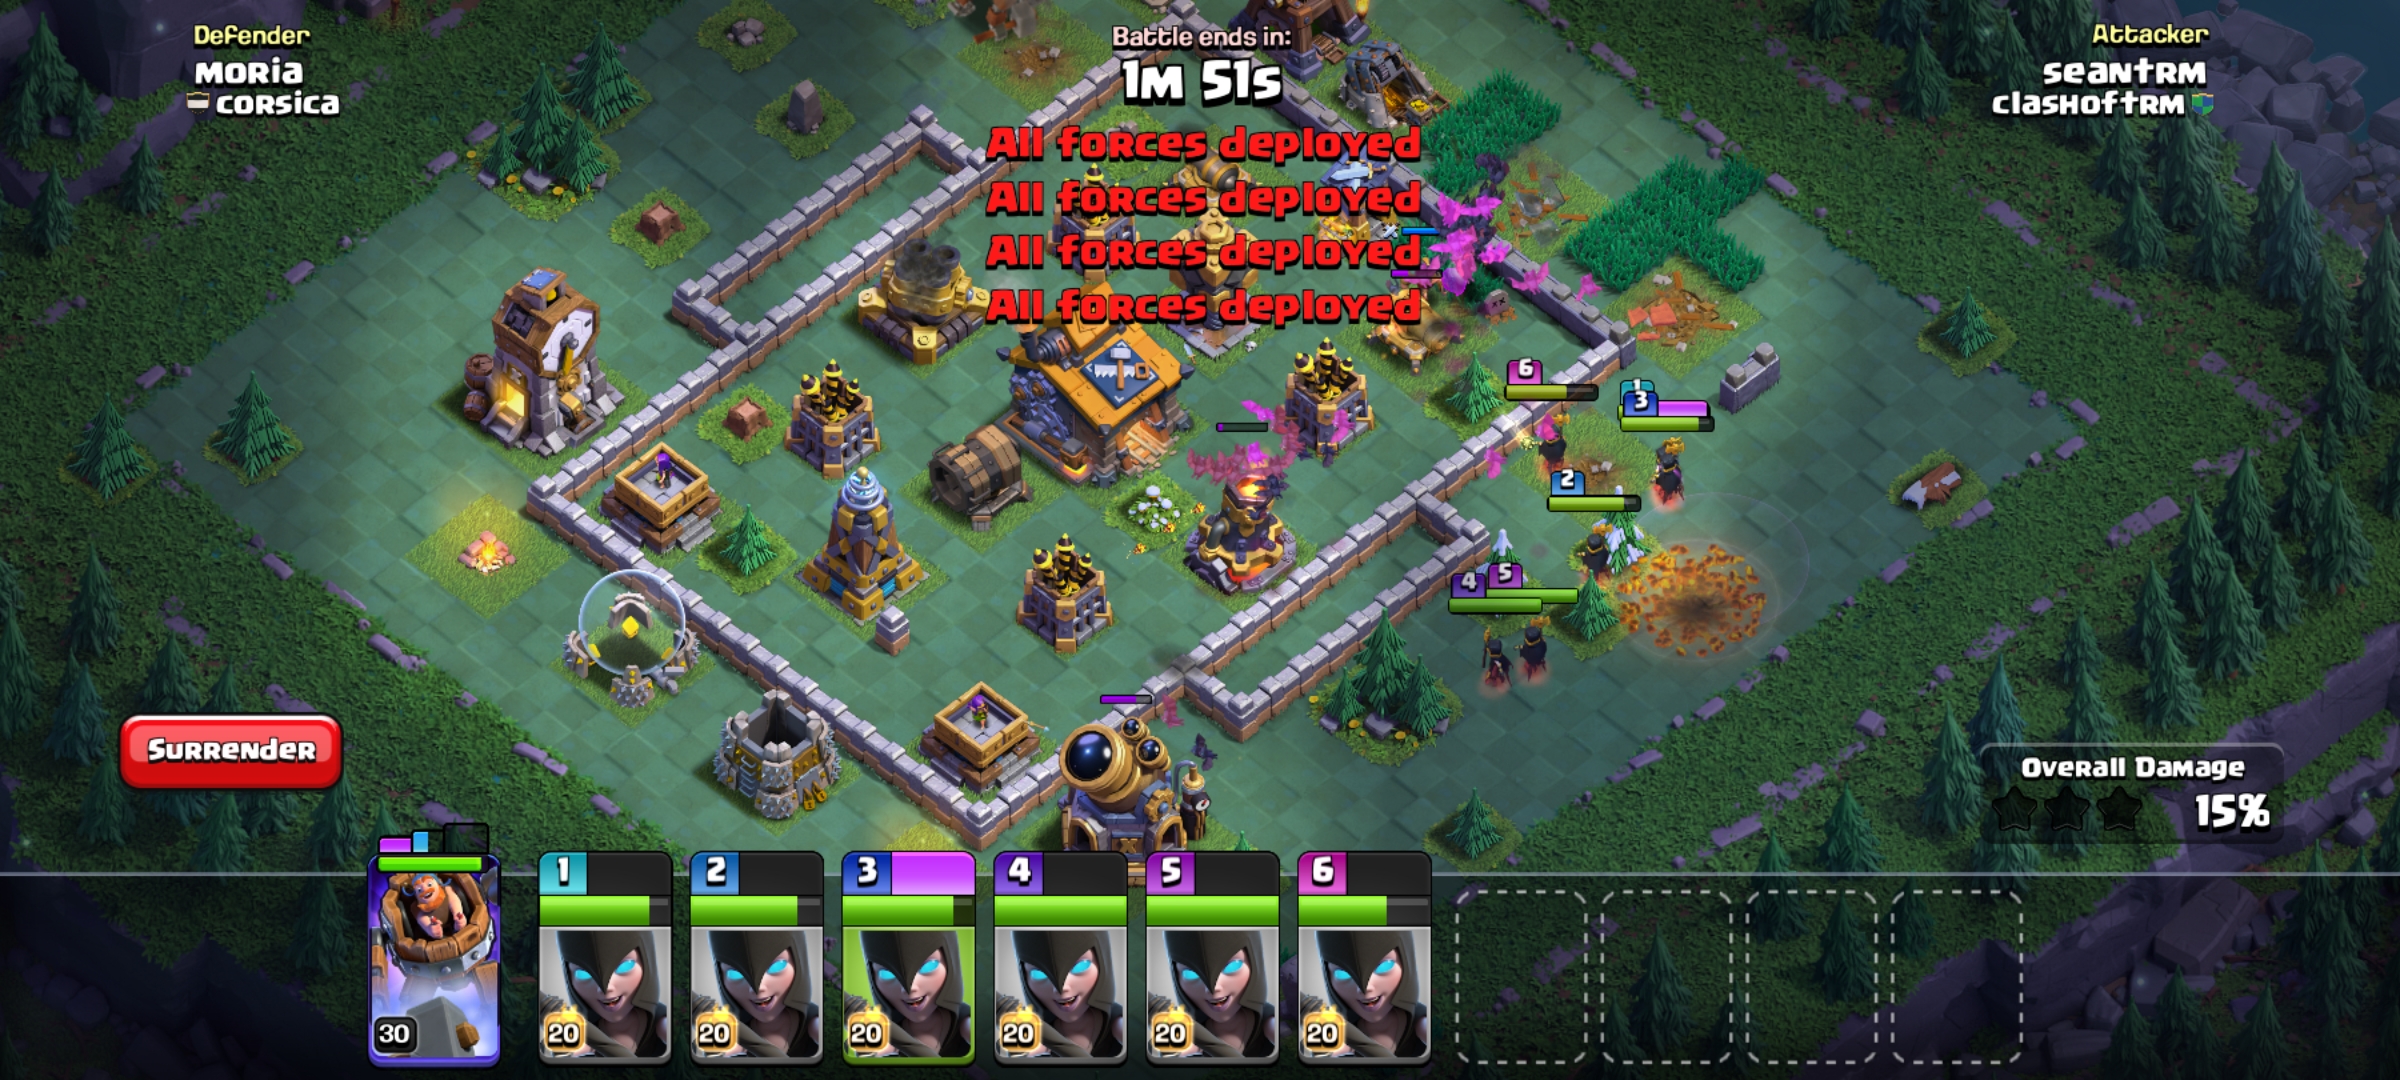 Defender
MORIA
CORSICA
Battle ends in:
1M 51S
Attacker
seantRM
clashoftRM
All forces deployed
All forces deployed
All forces deployed
All forces deployed
6
1
3
2
4
5
Surrender
Overall Damage
15%
1
2
3
4
5
6
30
20
20
20
20
20
20